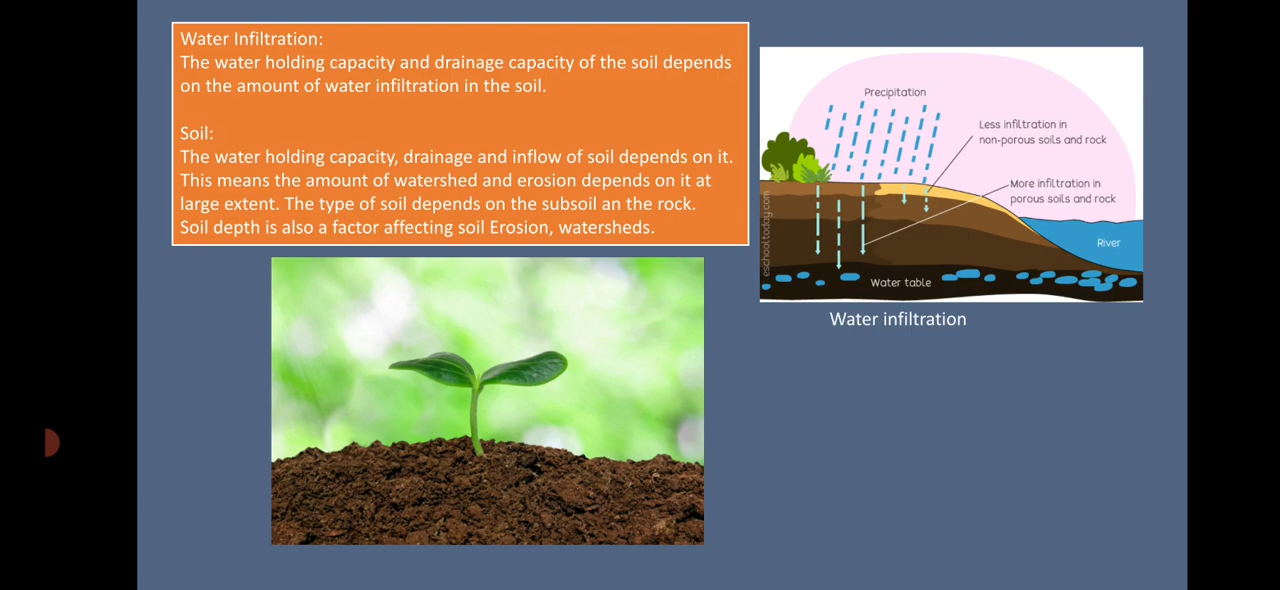 Water Infiltration:
The water holding capacity and drainage capacity of the soil depends
on the amount of water infiltration in the soil.
Soil:
The water holding capacity, drainage and inflow of soil depends on it.
This means the amount of watershed and erosion depends on it at
large extent. The type of soil depends on the subsoil an the rock.
Soil depth is also a factor affecting soil Erosion, watersheds.
Precipitation
Less infiltration in
non-porous soils and rock
More infiltration in
porous soils and rock
River
Water table
eschooltoday.com
Water infiltration